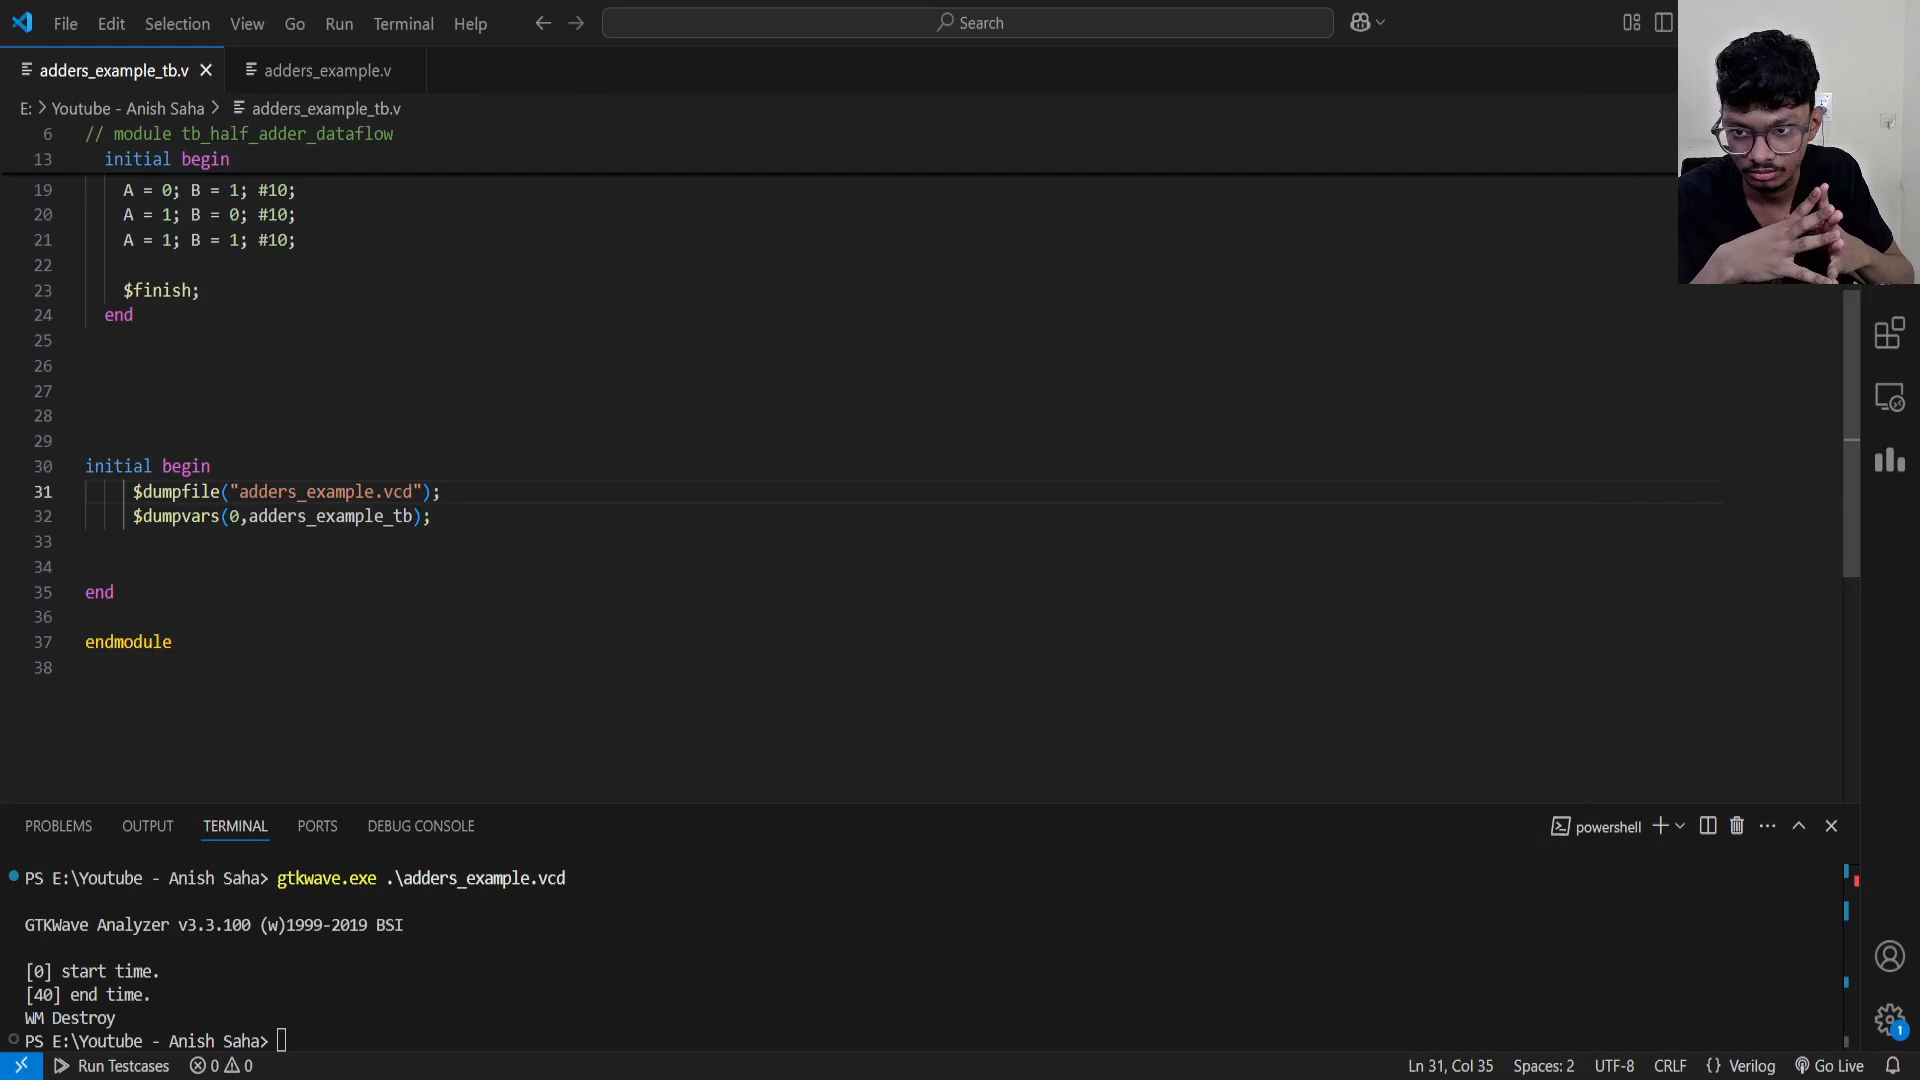 File Edit Selection View Go Run Terminal Help
Search
adders_example_tb.v
adders_example.v
E: > Youtube - Anish Saha > adders_example_tb.v
6 // module tb_half_adder_dataflow
13 initial begin
19 A = 0; B = 1; #10;
20 A = 1; B = 0; #10;
21 A = 1; B = 1; #10;
22
23 $finish;
24 end
25
26
27
28
29
30 initial begin
31 $dumpfile("adders_example.vcd");
32 $dumpvars(0,adders_example_tb);
33
34
35 end
36
37 endmodule
38
PROBLEMS OUTPUT TERMINAL PORTS DEBUG CONSOLE
powershell
PS E:\Youtube - Anish Saha> gtkwave.exe .\adders_example.vcd
GTKWave Analyzer v3.3.100 (w)1999-2019 BSI
[0] start time.
[40] end time.
WM Destroy
PS E:\Youtube - Anish Saha>
1
Run Testcases 0 0
Ln 31, Col 35 Spaces: 2 UTF-8 CRLF {} Verilog Go Live